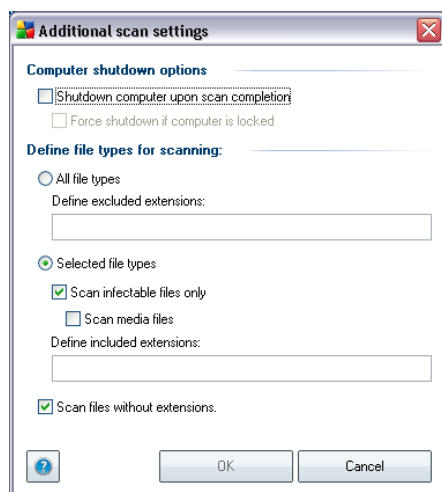 Additional scan settings
Computer shutdown options
Shutdown computer upon scan completion
Force shutdown if computer is locked
Define file types for scanning:
All file types
Define excluded extensions:
Selected file types
Scan infectable files only
Scan media files
Define included extensions:
Scan files without extensions.
?
OK
Cancel